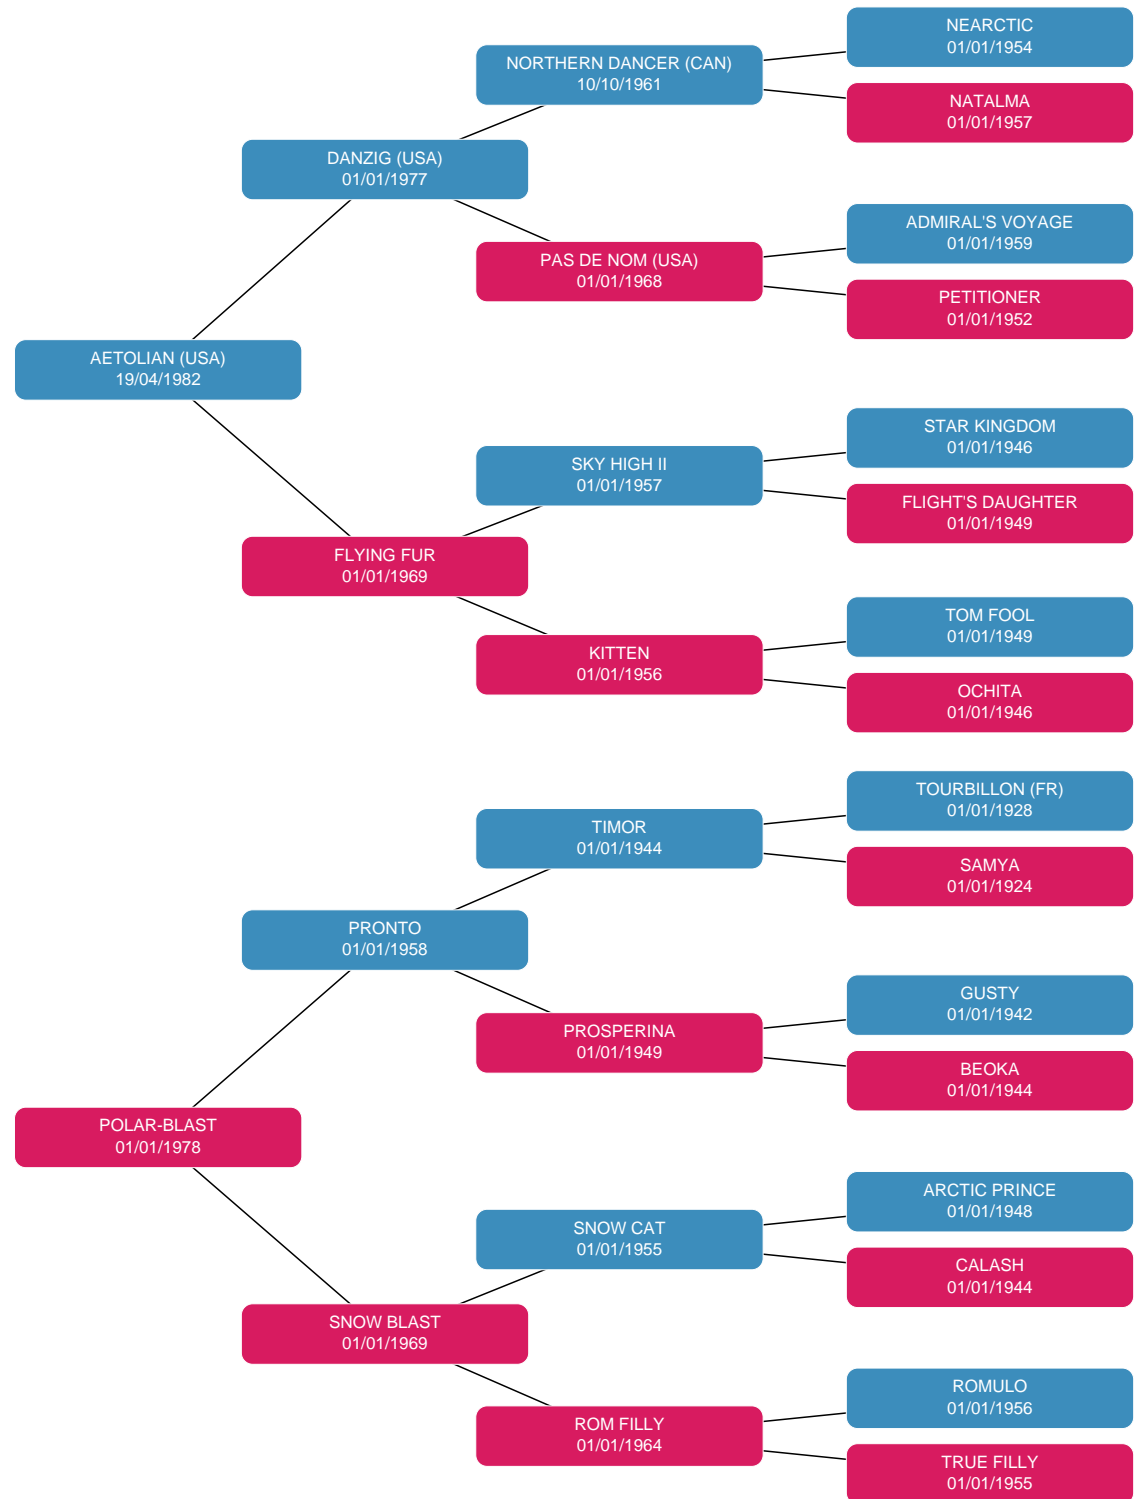 NEARCTIC
01/01/1954
NORTHERN DANCER (CAN)
10/10/1961
NATALMA
01/01/1957
DANZIG (USA)
01/01/1977
ADMIRAL'S VOYAGE
01/01/1959
PAS DE NOM (USA)
01/01/1968
PETITIONER
01/01/1952
AETOLIAN (USA)
19/04/1982
STAR KINGDOM
01/01/1946
SKY HIGH II
01/01/1957
FLIGHT'S DAUGHTER
01/01/1949
FLYING FUR
01/01/1969
TOM FOOL
01/01/1949
KITTEN
01/01/1956
OCHITA
01/01/1946
TOURBILLON (FR)
01/01/1928
TIMOR
01/01/1944
SAMYA
01/01/1924
PRONTO
01/01/1958
GUSTY
01/01/1942
PROSPERINA
01/01/1949
BEOKA
01/01/1944
POLAR-BLAST
01/01/1978
ARCTIC PRINCE
01/01/1948
SNOW CAT
01/01/1955
CALASH
01/01/1944
SNOW BLAST
01/01/1969
ROMULO
01/01/1956
ROM FILLY
01/01/1964
TRUE FILLY
01/01/1955